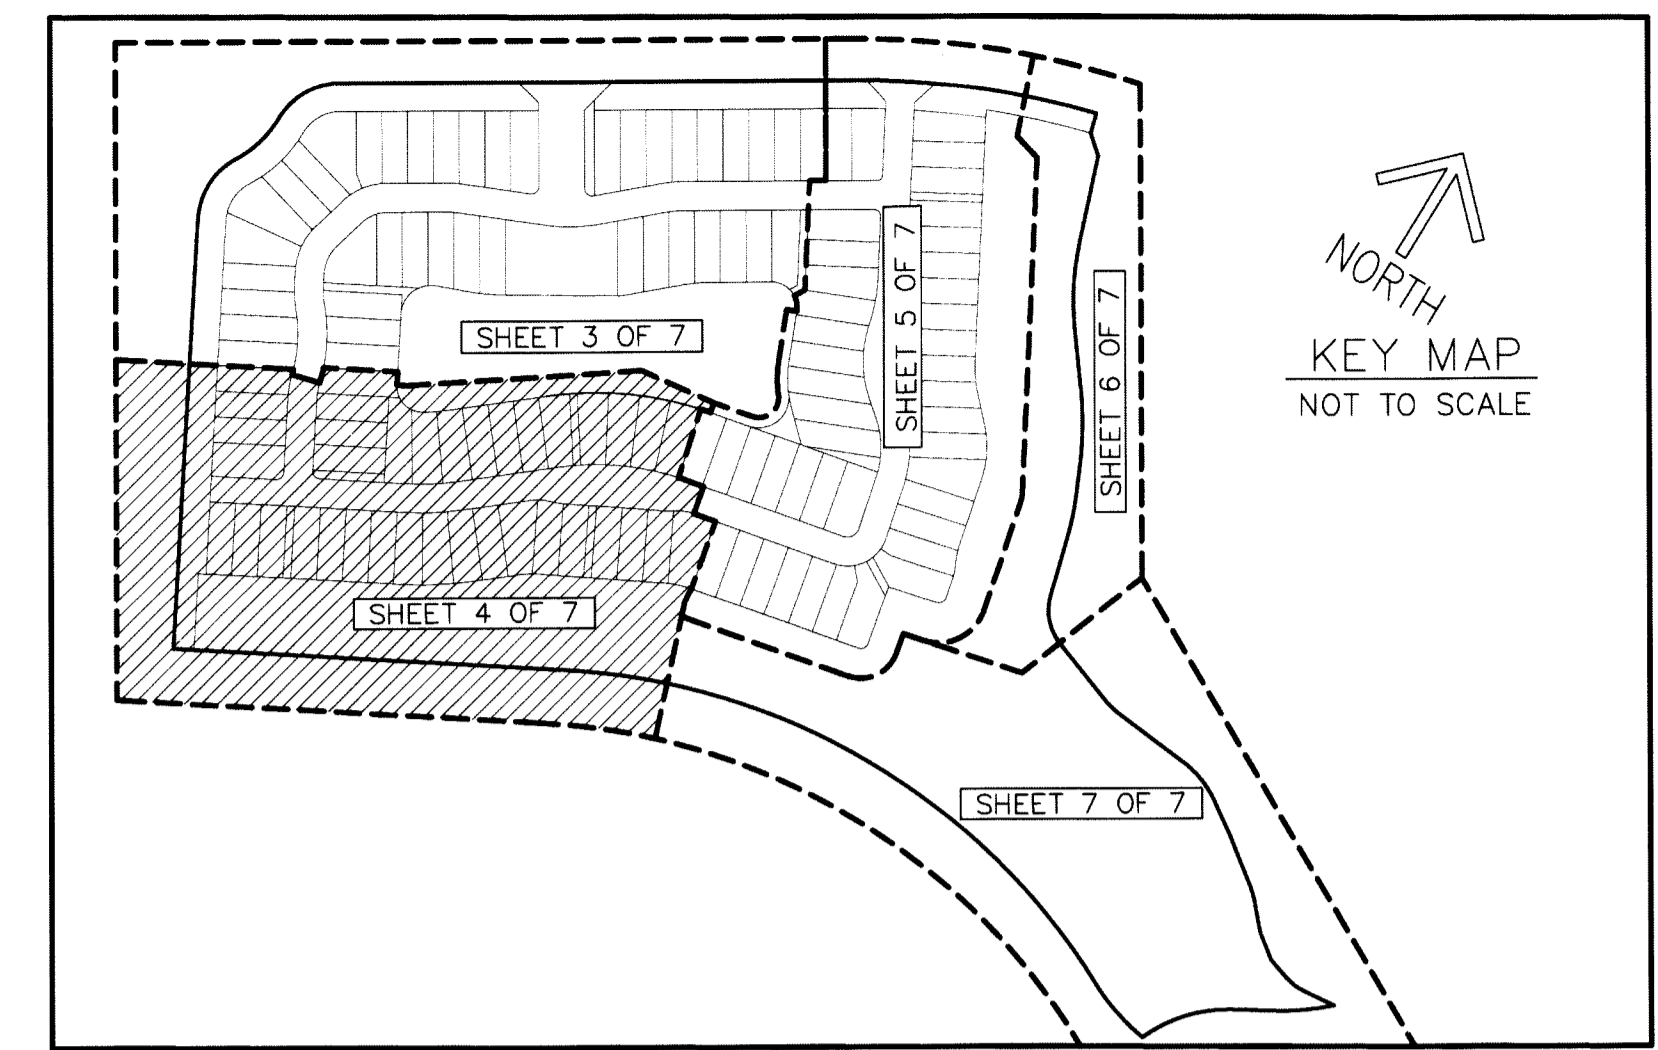 SHEET 3 OF 7
SHEET 5 OF 7
SHEET 6 OF 7
NORTH
KEY MAP
NOT TO SCALE
SHEET 4 OF 7
SHEET 7 OF 7